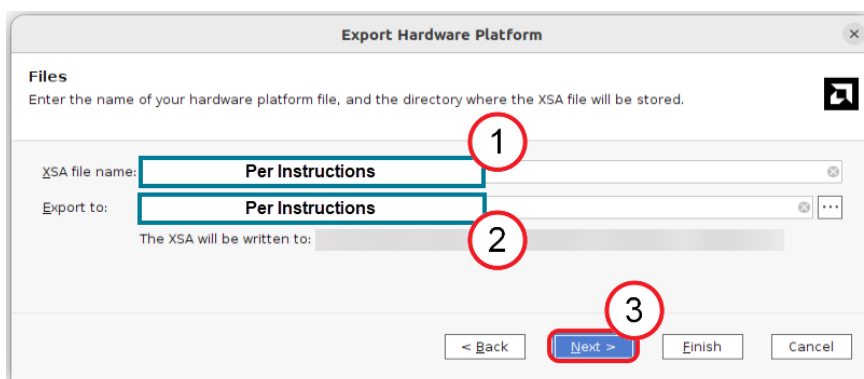 Export Hardware Platform
Files
Enter the name of your hardware platform file, and the directory where the XSA file will be stored.
1
XSA file name: Per Instructions
Export to: Per Instructions
The XSA will be written to:
2
3
< Back Next > Finish Cancel